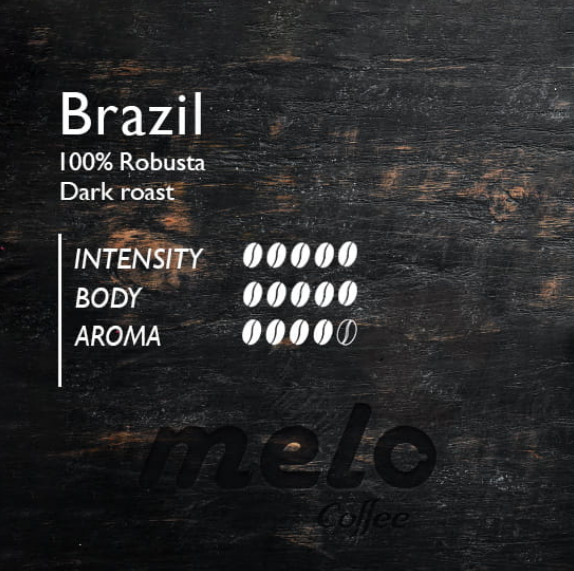 Brazil
100% Robusta
Dark roast
INTENSITY
BODY
AROMA
melo
Coffee